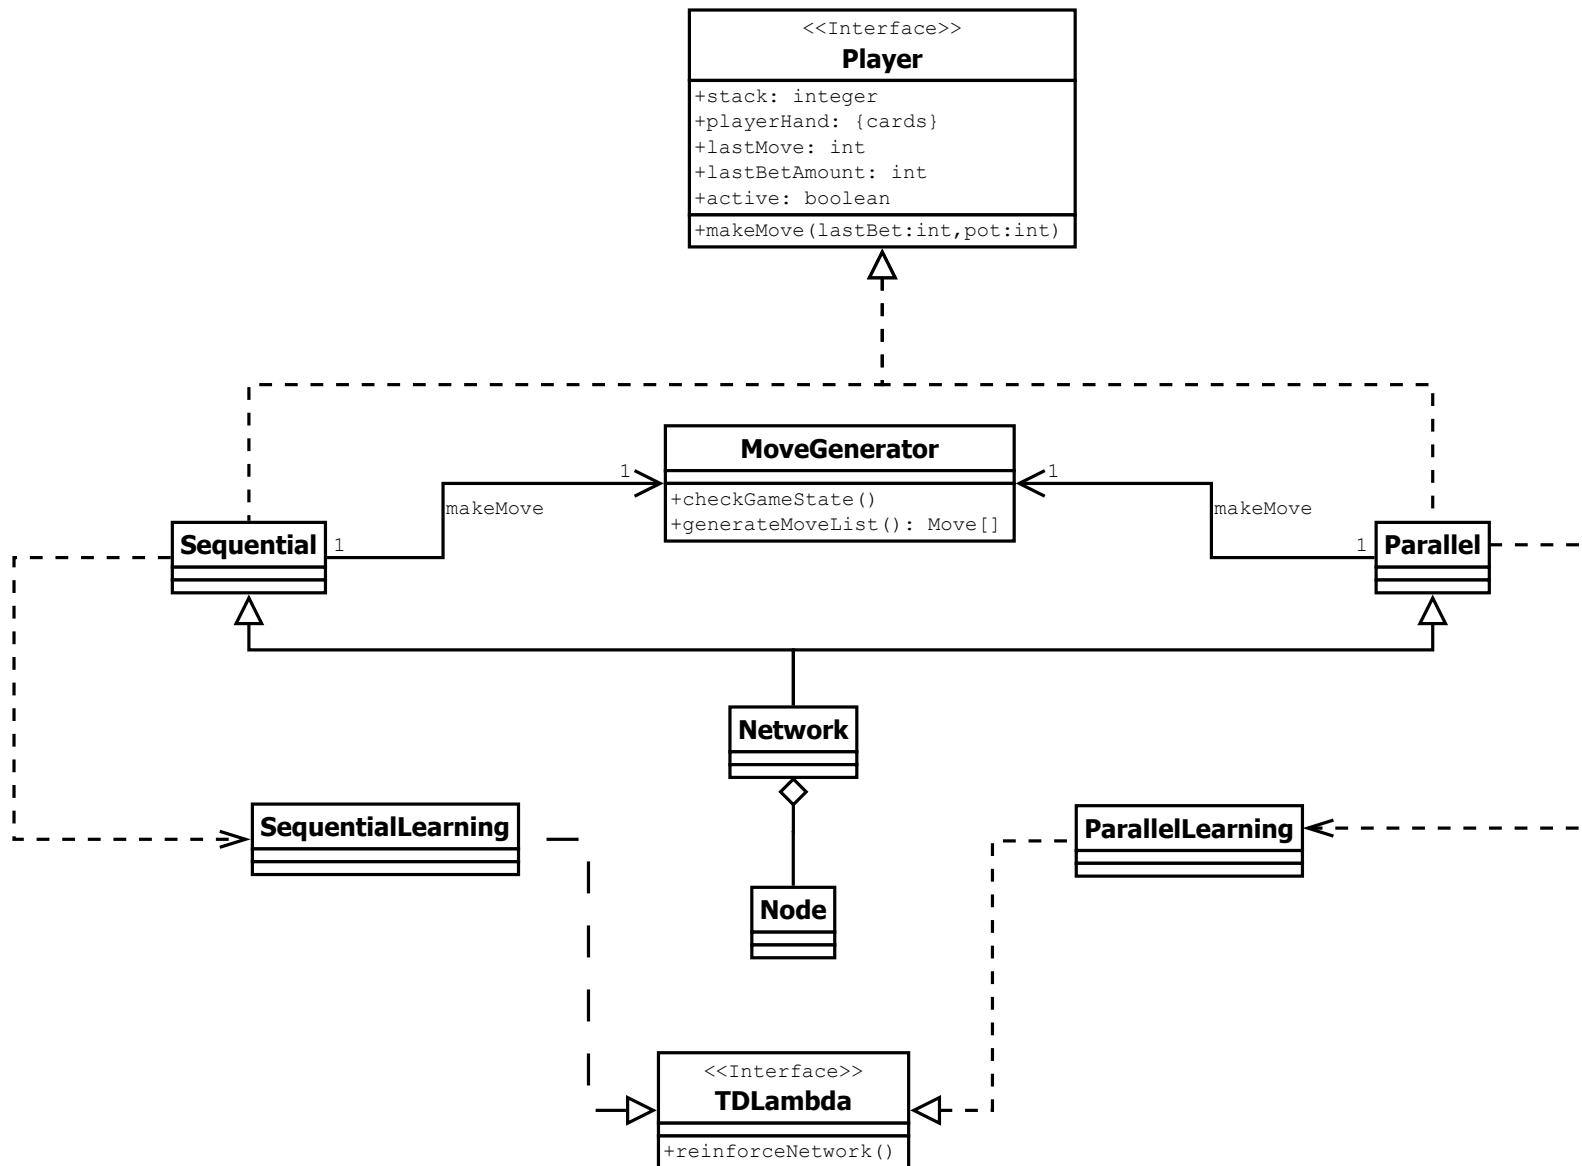 <<Interface>>
Player
+stack: integer
+playerHand: {cards}
+lastMove: int
+lastBetAmount: int
+active: boolean
+makeMove(lastBet:int,pot:int)
MoveGenerator
+checkGameState()
+generateMoveList(): Move[]
1
makeMove
1
1
makeMove
1
Sequential
Parallel
Network
SequentialLearning
ParallelLearning
Node
<<Interface>>
TDLambda
+reinforceNetwork()